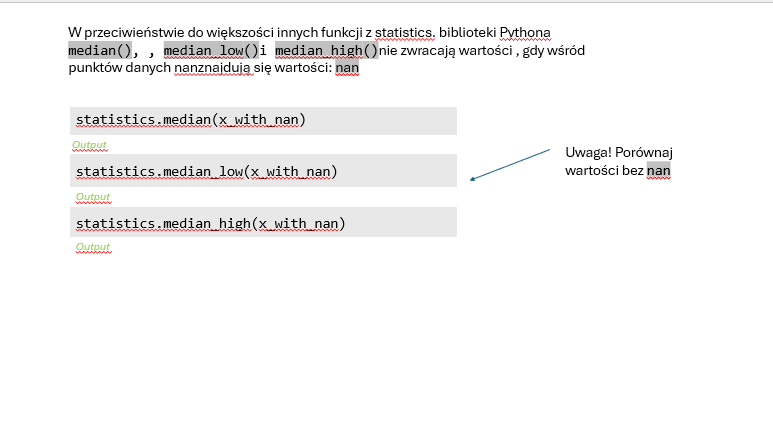 W przeciwieństwie do większości innych funkcji z statistics. biblioteki Pythona
median(), , median_low()i median_high()nie zwracają wartości , gdy wśród
punktów danych nanznajdują się wartości: nan
statistics.median(x_with_nan)
Output
statistics.median_low(x_with_nan)
Output
statistics.median_high(x_with_nan)
Output
Uwaga! Porównaj
wartości bez nan